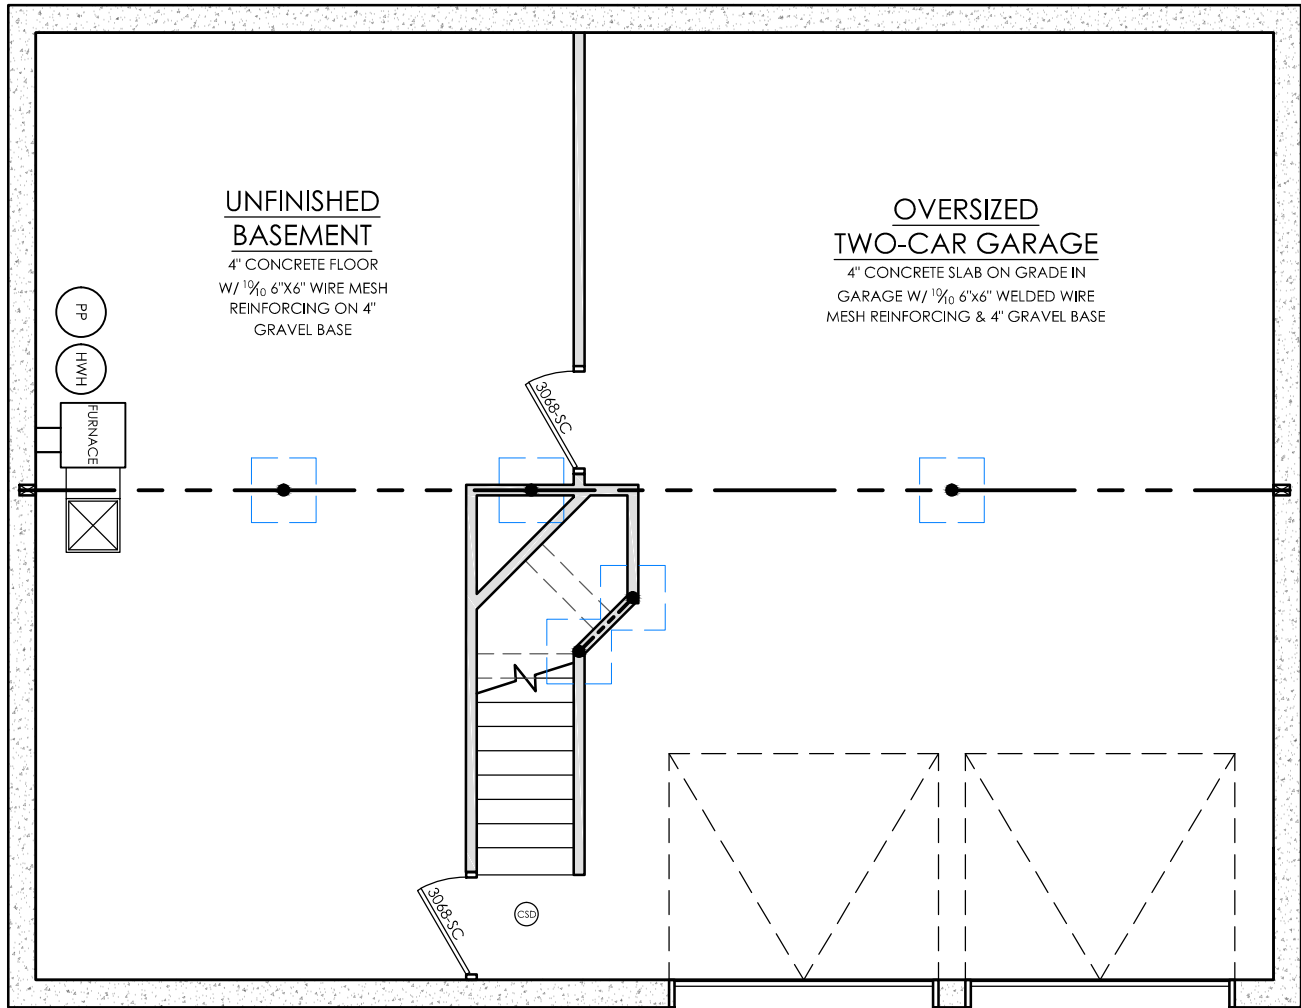 UNFINISHED
BASEMENT
4" CONCRETE FLOOR
W/ 10/10 6"X6" WIRE MESH
REINFORCING ON 4"
GRAVEL BASE
OVERSIZED
TWO-CAR GARAGE
4" CONCRETE SLAB ON GRADE IN
GARAGE W/ 10/10 6"x6" WELDED WIRE
MESH REINFORCING & 4" GRAVEL BASE
PP
HWH
FURNACE
3068-SC
3068-SC
CSD